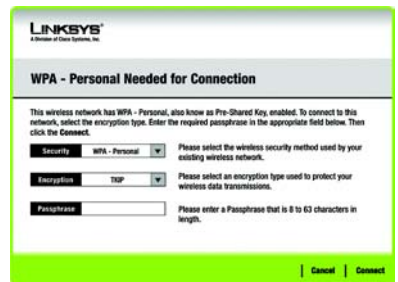 LINKSYS®
A Division of Cisco Systems, Inc.
WPA - Personal Needed for Connection
This wireless network has WPA - Personal, also know as Pre-Shared Key, enabled. To connect to this
network, select the encryption type. Enter the required passphrase in the appropriate field below. Then
click the Connect.
Security WPA - Personal Please select the wireless security method used by your
existing wireless network.
Encryption TKIP Please select an encryption type used to protect your
wireless data transmissions.
Passphrase Please enter a Passphrase that is 8 to 63 characters in
length.
Cancel Connect